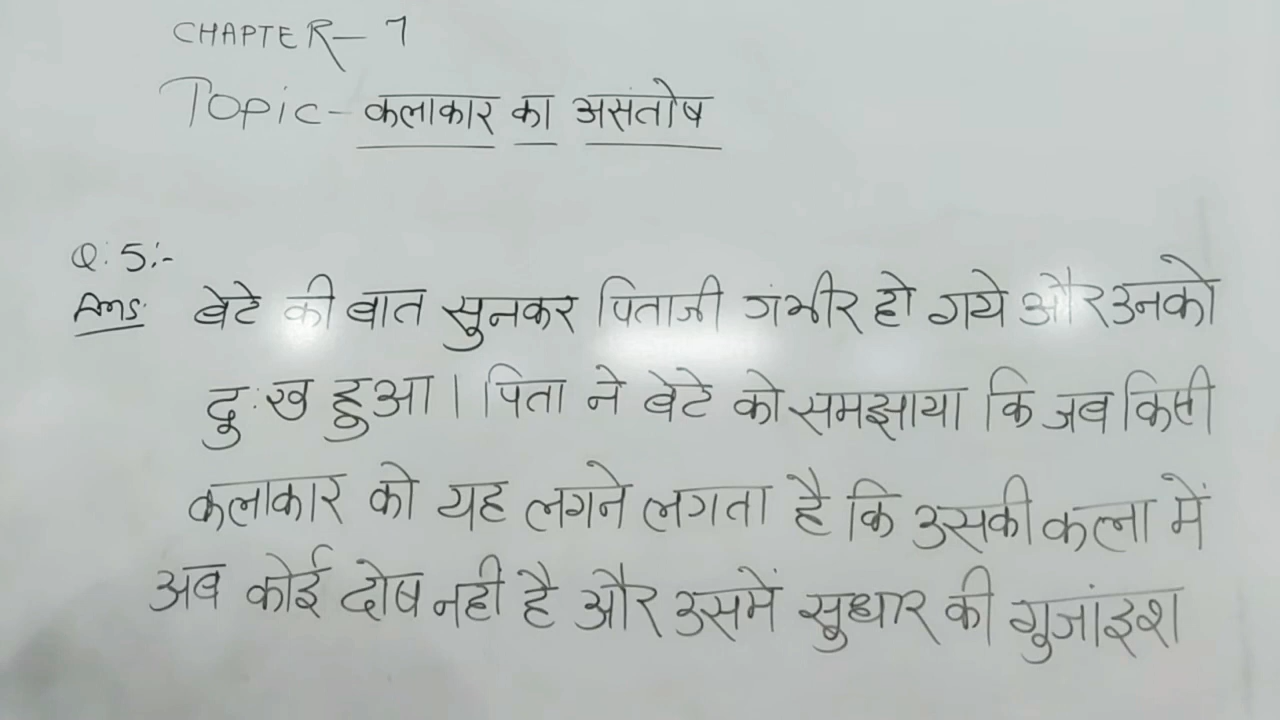 CHAPTER - 7
Topic - कलाकार का असंतोष
Q. 5:-
Ans. बेटे की बात सुनकर पिताजी गंभीर हो गये और उनको
दु:ख हुआ। पिता ने बेटे को समझाया कि जब किसी
कलाकार को यह लगने लगता है कि उसकी कला में
अब कोई दोष नही है और उसमें सुधार की गुजांइश